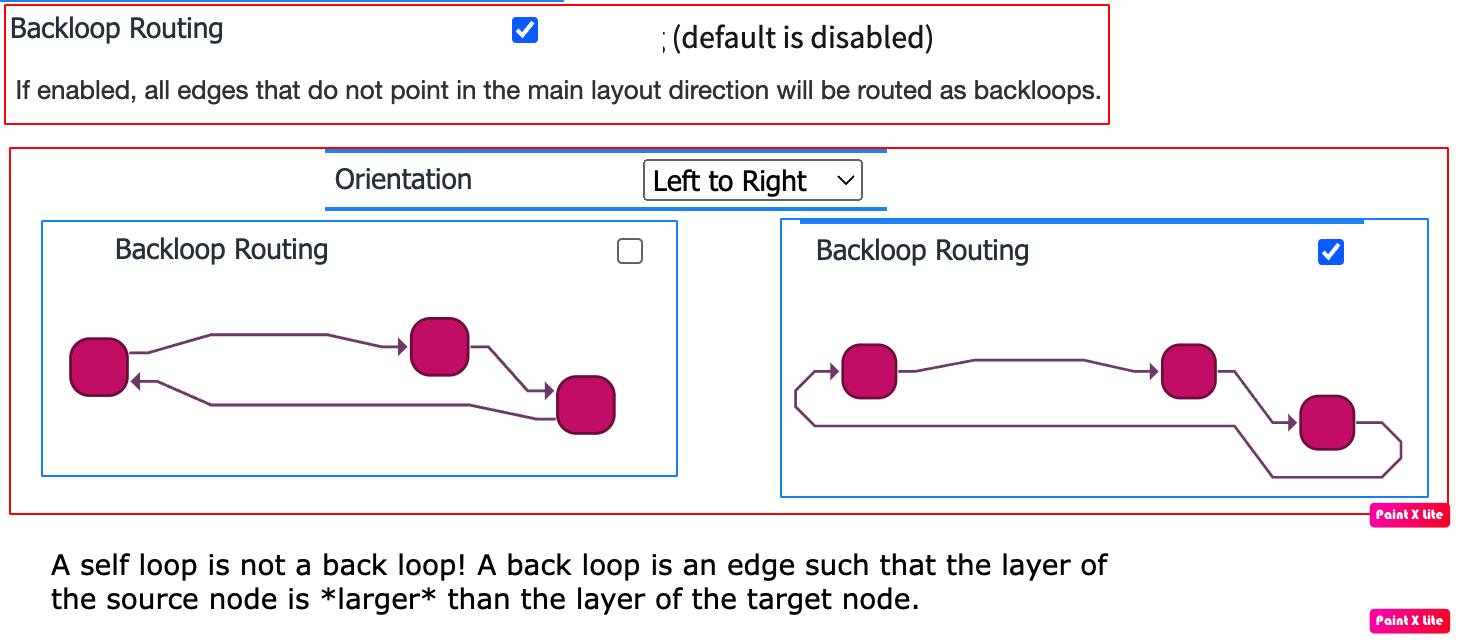 Backloop Routing ; (default is disabled)
If enabled, all edges that do not point in the main layout direction will be routed as backloops.
Orientation Left to Right
Backloop Routing
Backloop Routing
Paint X lite
A self loop is not a back loop! A back loop is an edge such that the layer of
the source node is *larger* than the layer of the target node.
Paint X lite